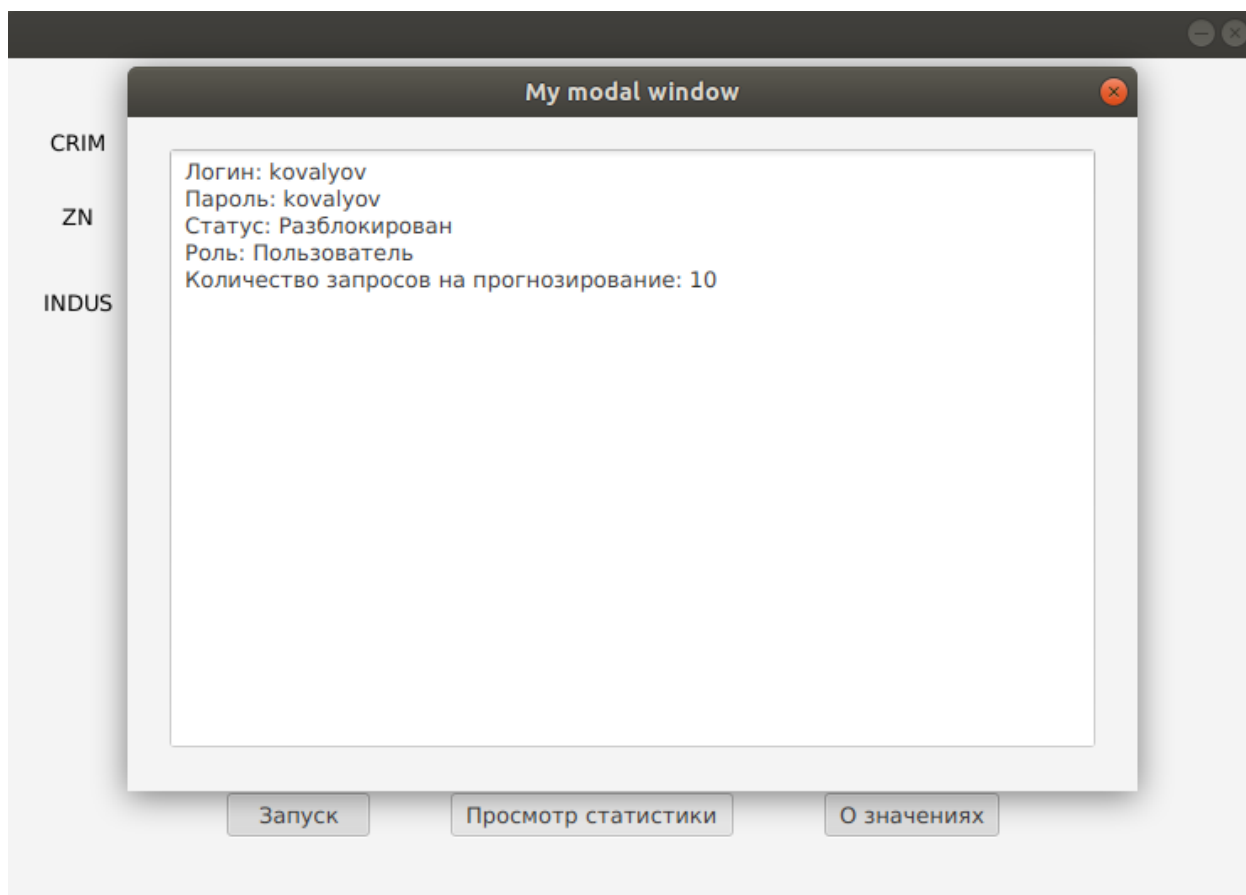 My modal window
CRIM
ZN
INDUS
Логин: kovalyov
Пароль: kovalyov
Статус: Разблокирован
Роль: Пользователь
Количество запросов на прогнозирование: 10
Запуск
Просмотр статистики
О значениях